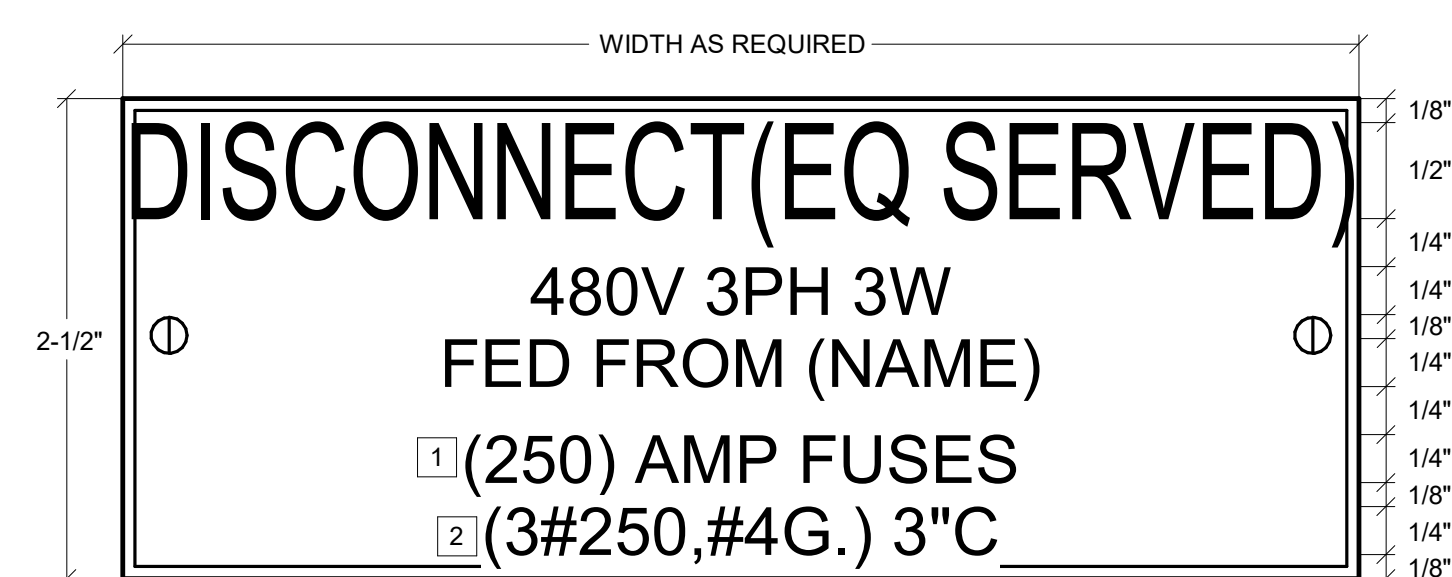 WIDTH AS REQUIRED
1/8"
DISCONNECT(EQ SERVED)
1/2"
1/4"
480V 3PH 3W
1/4"
1/8"
2-1/2"
FED FROM (NAME)
1/4"
1/4"
1 (250) AMP FUSES
1/4"
1/8"
2 (3#250,#4G.) 3"C
1/4"
1/8"